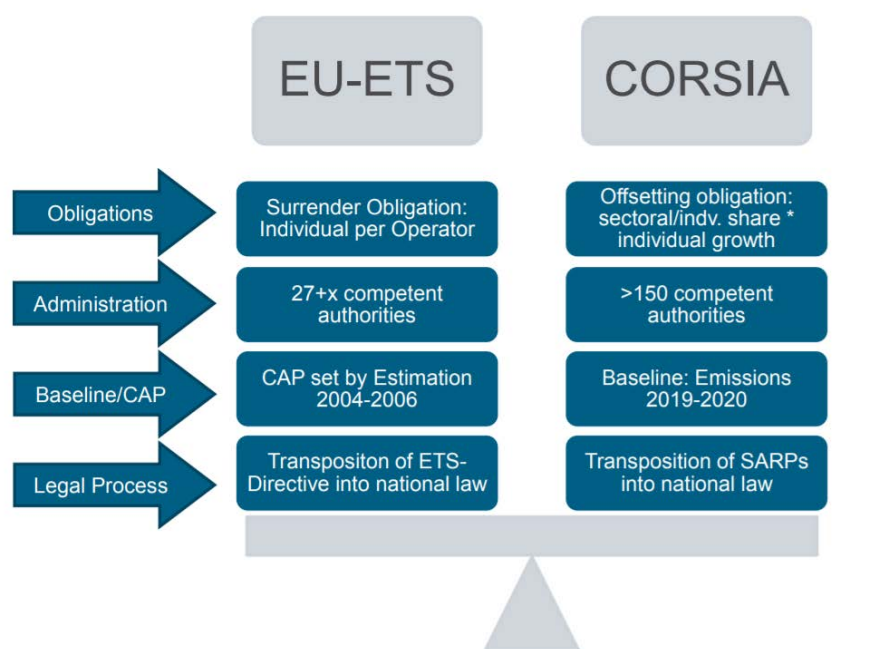 EU-ETS
CORSIA
Obligations
Surrender Obligation:
Individual per Operator
Offsetting obligation:
sectoral/indv. share *
individual growth
Administration
27+x competent
authorities
>150 competent
authorities
Baseline/CAP
CAP set by Estimation
2004-2006
Baseline: Emissions
2019-2020
Legal Process
Transpositon of ETS-
Directive into national law
Transposition of SARPs
into national law